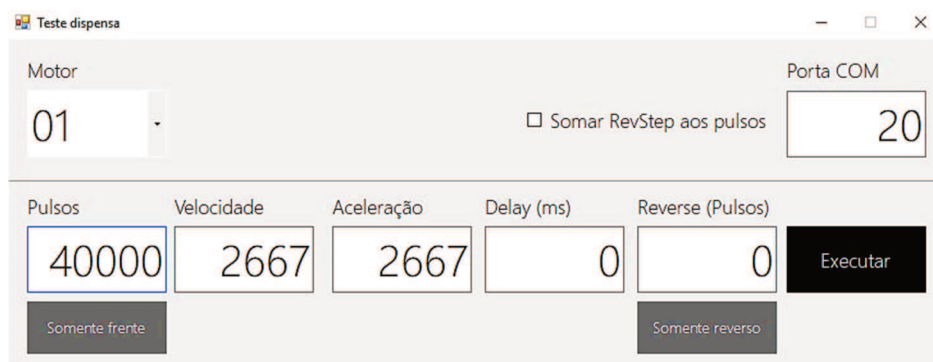 Teste dispensa
Motor Porta COM
01 Somar RevStep aos pulsos 20
Pulsos Velocidade Aceleração Delay (ms) Reverse (Pulsos)
40000 2667 2667 0 0 Executar
Somente frente Somente reverso